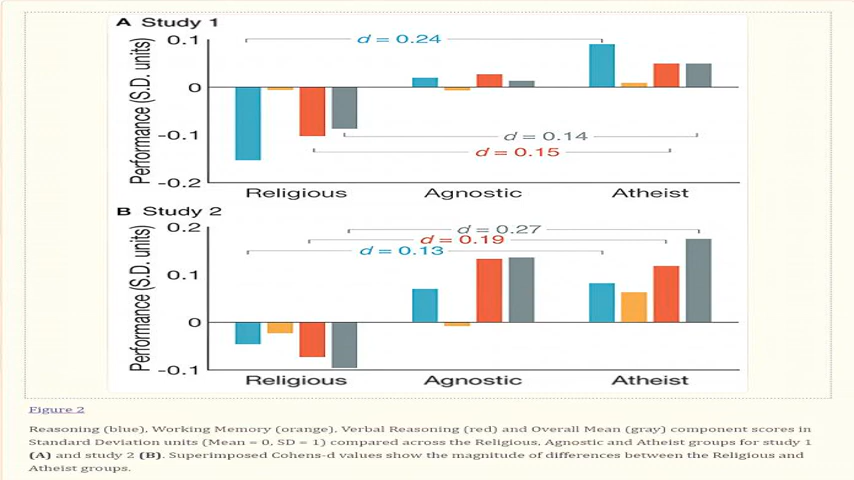 A Study 1
Performance (S.D. units)
0.1
0
-0.1
-0.2
d = 0.24
d = 0.14
d = 0.15
Religious Agnostic Atheist
B Study 2
Performance (S.D. units)
0.2
0.1
0
-0.1
d = 0.27
d = 0.19
d = 0.13
Religious Agnostic Atheist
Figure 2
Reasoning (blue), Working Memory (orange), Verbal Reasoning (red) and Overall Mean (gray) component scores in
Standard Deviation units (Mean = 0, SD = 1) compared across the Religious, Agnostic and Atheist groups for study 1
(A) and study 2 (B). Superimposed Cohens-d values show the magnitude of differences between the Religious and
Atheist groups.